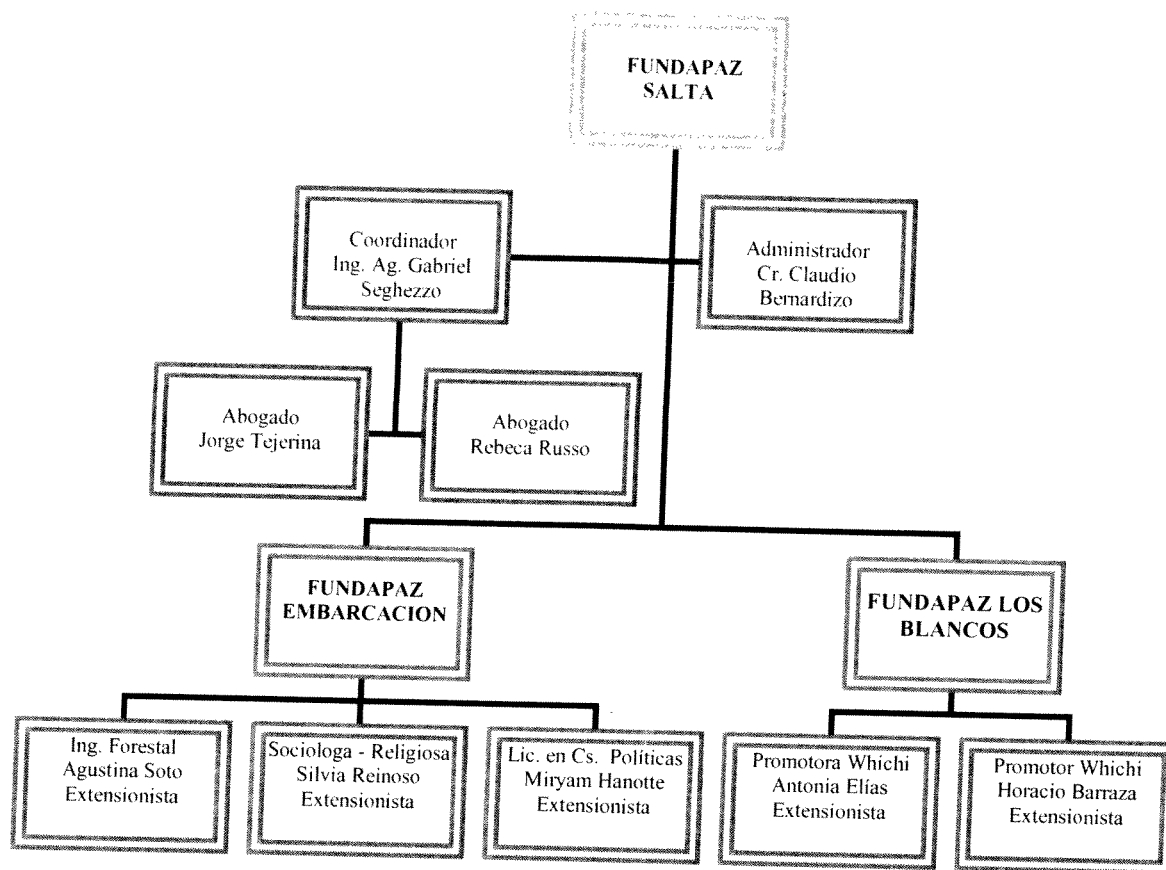 FUNDAPAZ
SALTA
Coordinador
Ing. Ag. Gabriel
Seghezzo
Administrador
Cr. Claudio
Bernardizo
Abogado
Jorge Tejerina
Abogado
Rebeca Russo
FUNDAPAZ
EMBARCACION
FUNDAPAZ LOS
BLANCOS
Ing. Forestal
Agustina Soto
Extensionista
Sociologa - Religiosa
Silvia Reinoso
Extensionista
Lic. en Cs. Políticas
Miryam Hanotte
Extensionista
Promotora Whichi
Antonia Elías
Extensionista
Promotor Whichi
Horacio Barraza
Extensionista